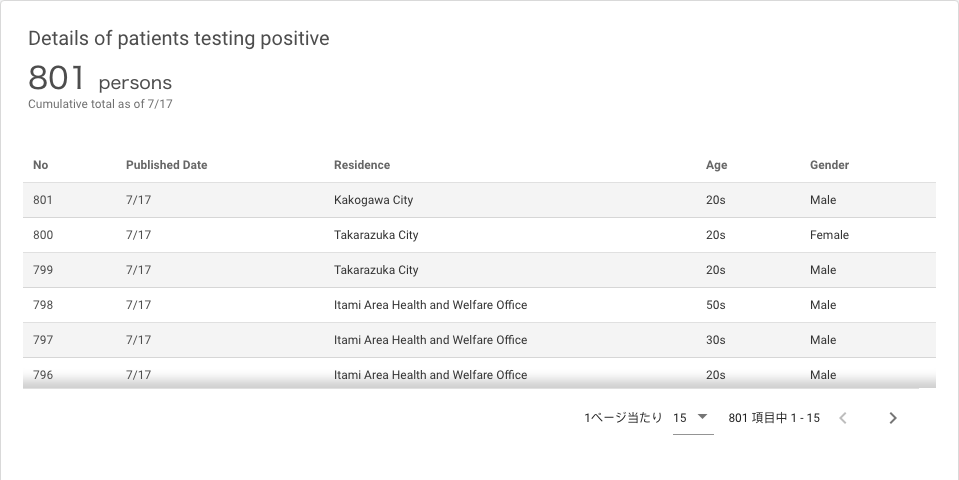 Details of patients testing positive
801 persons
Cumulative total as of 7/17
No Published Date Residence Age Gender
801 7/17 Kakogawa City 20s Male
800 7/17 Takarazuka City 20s Female
799 7/17 Takarazuka City 20s Male
798 7/17 Itami Area Health and Welfare Office 50s Male
797 7/17 Itami Area Health and Welfare Office 30s Male
796 7/17 Itami Area Health and Welfare Office 20s Male
1ページ当たり 15 801 項目中 1 - 15